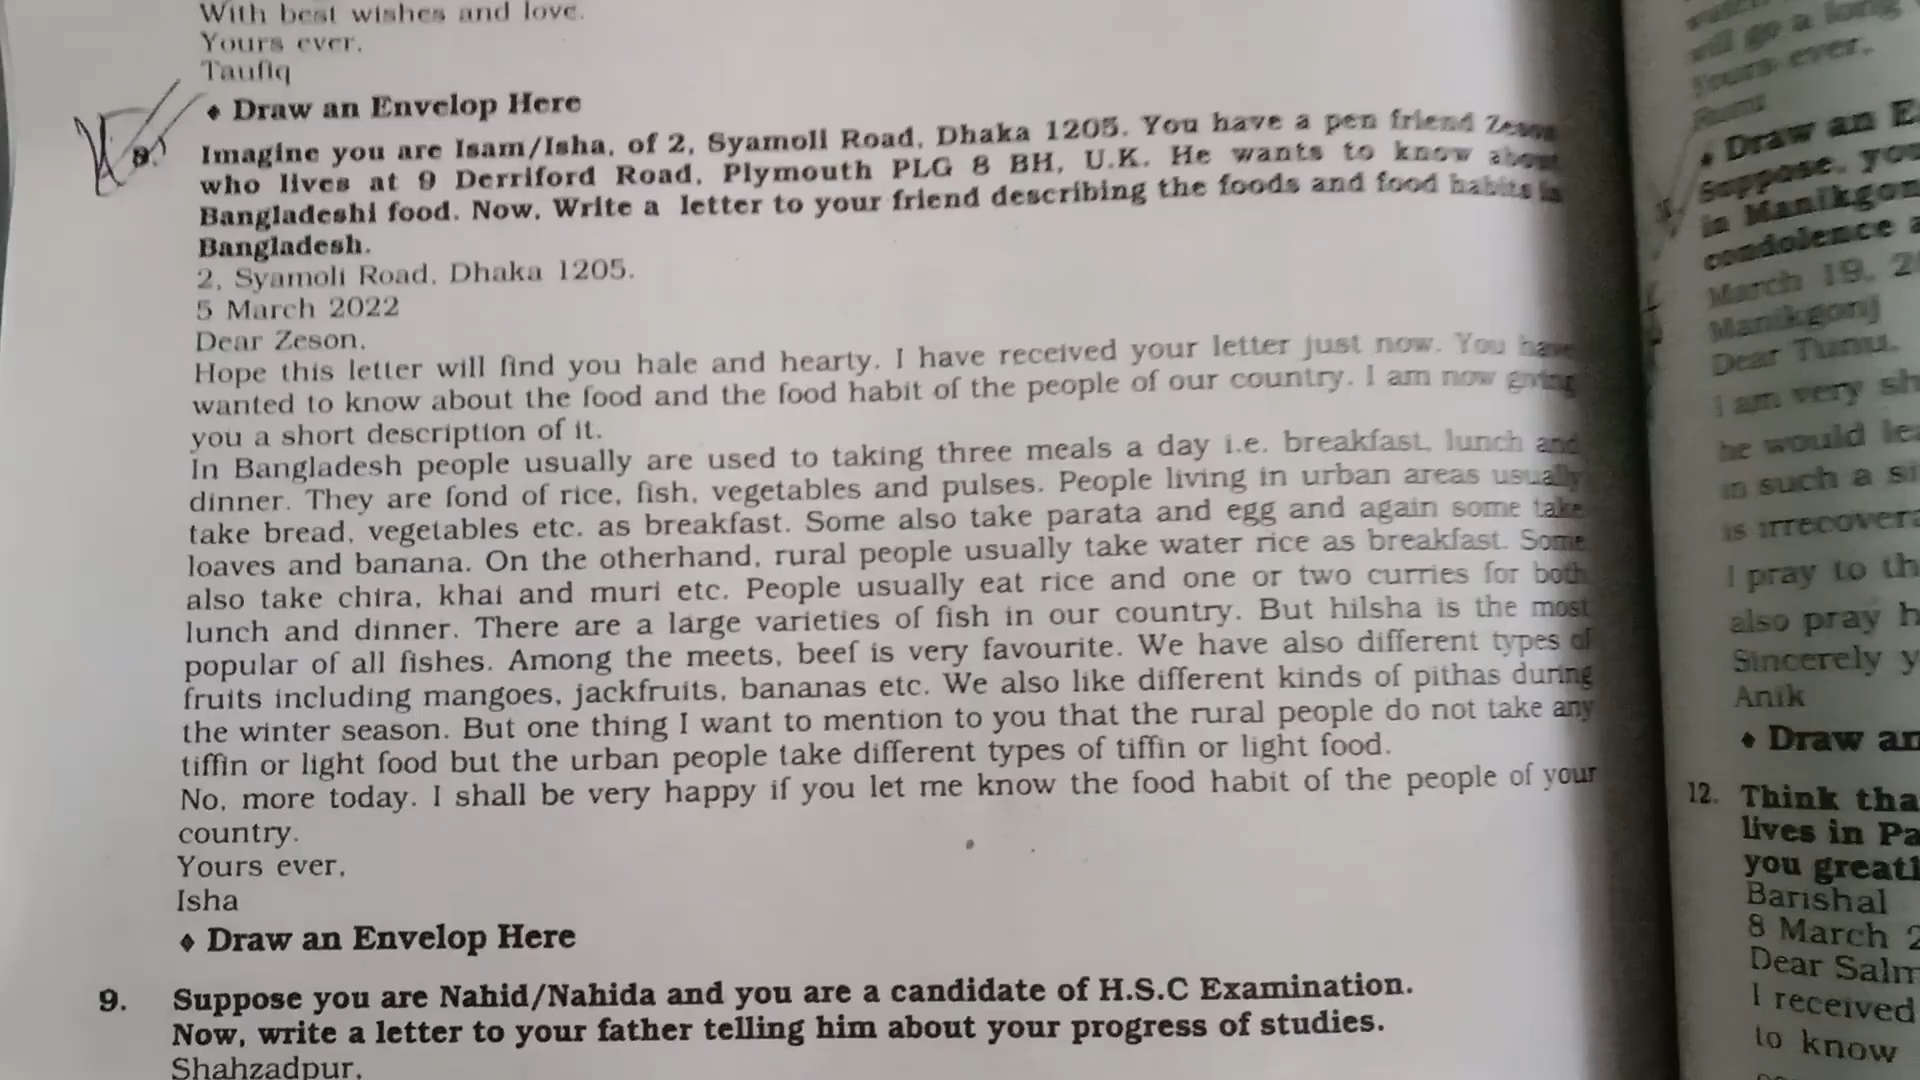 With best wishes and love.
Yours ever,
Taufiq
♦ Draw an Envelop Here
8. Imagine you are Isam/Isha, of 2, Syamoli Road, Dhaka 1205. You have a pen friend Zeson
who lives at 9 Derriford Road, Plymouth PLG 8 BH, U.K. He wants to know about
Bangladeshi food. Now, Write a letter to your friend describing the foods and food habits in
Bangladesh.
2, Syamoli Road, Dhaka 1205.
5 March 2022
Dear Zeson,
Hope this letter will find you hale and hearty. I have received your letter just now. You have
wanted to know about the food and the food habit of the people of our country. I am now giving
you a short description of it.
In Bangladesh people usually are used to taking three meals a day i.e. breakfast, lunch and
dinner. They are fond of rice, fish, vegetables and pulses. People living in urban areas usually
take bread, vegetables etc. as breakfast. Some also take parata and egg and again some take
loaves and banana. On the otherhand, rural people usually take water rice as breakfast. Some
also take chira, khai and muri etc. People usually eat rice and one or two curries for both
lunch and dinner. There are a large varieties of fish in our country. But hilsha is the most
popular of all fishes. Among the meets, beef is very favourite. We have also different types of
fruits including mangoes, jackfruits, bananas etc. We also like different kinds of pithas during
the winter season. But one thing I want to mention to you that the rural people do not take any
tiffin or light food but the urban people take different types of tiffin or light food.
No, more today. I shall be very happy if you let me know the food habit of the people of your
country.
Yours ever,
Isha
♦ Draw an Envelop Here
9. Suppose you are Nahid/Nahida and you are a candidate of H.S.C Examination.
Now, write a letter to your father telling him about your progress of studies.
Shahzadpur,
will go a long
Yours ever,
Rumi
♦ Draw an E
Suppose, you
in Manikgon
condolence a
March 19, 2
Manikgonj
Dear Tunu,
I am very sh
he would lea
in such a si
is irrecovera
I pray to th
also pray h
Sincerely y
Anik
♦ Draw an
12. Think tha
lives in Pa
you greatl
Barishal
8 March 2
Dear Salm
I received
to know